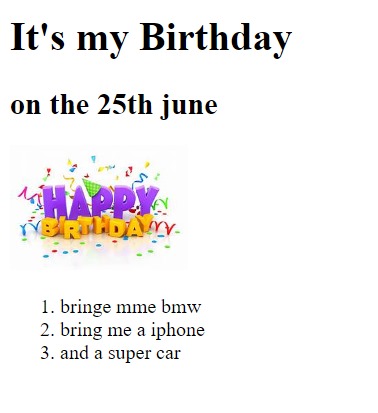 It's my Birthday
on the 25th june
HAPPY
BIRTHDAY
1. bringe mme bmw
2. bring me a iphone
3. and a super car